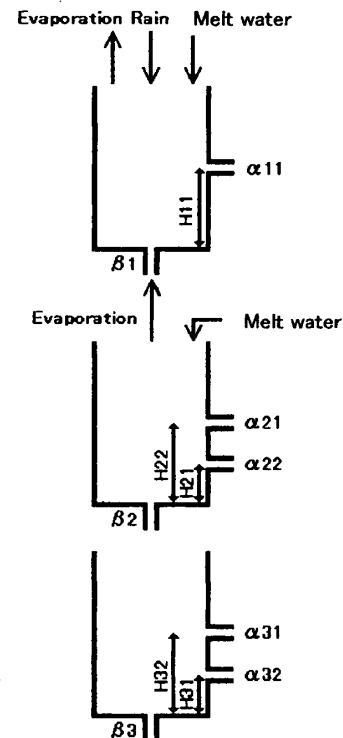 Evaporation Rain Melt water
α11
H11
β1
Evaporation Melt water
α21
H22
α22
H21
β2
α31
H32
α32
H31
β3